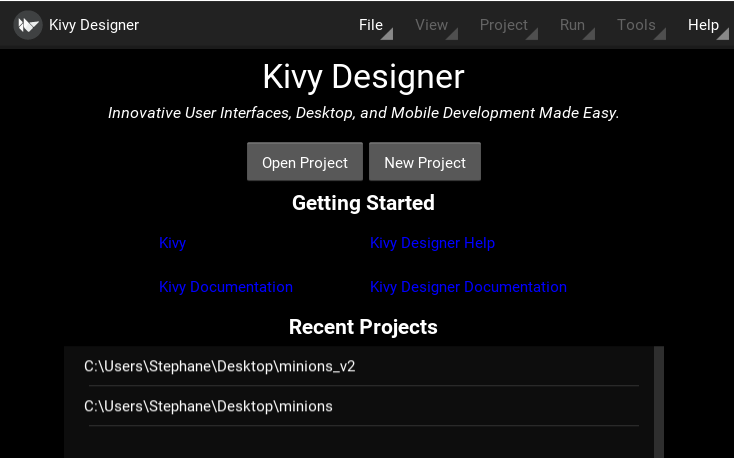 Kivy Designer File View Project Run Tools Help
Kivy Designer
Innovative User Interfaces, Desktop, and Mobile Development Made Easy.
Open Project New Project
Getting Started
Kivy Kivy Designer Help
Kivy Documentation Kivy Designer Documentation
Recent Projects
C:\Users\Stephane\Desktop\minions_v2
C:\Users\Stephane\Desktop\minions